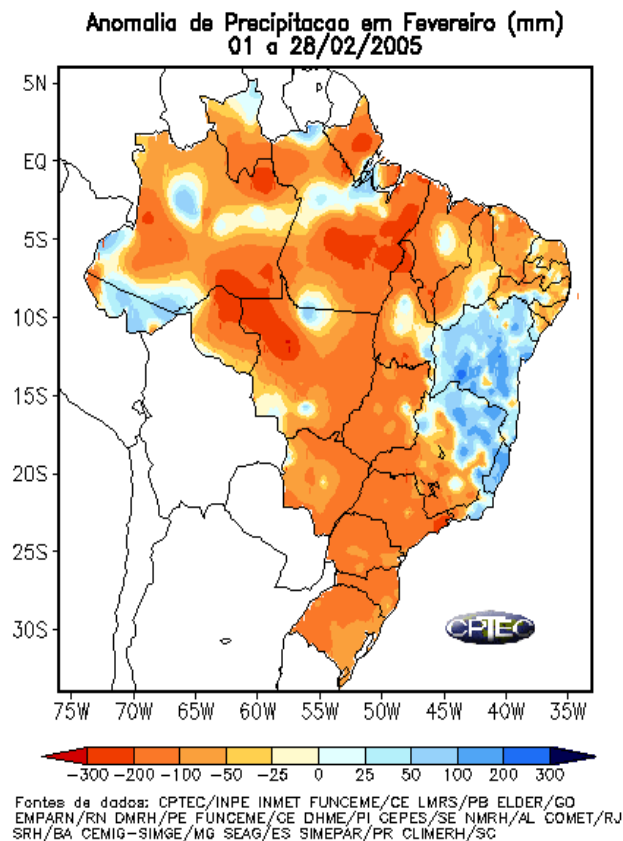 Anomalia de Precipitacao em Fevereiro (mm)
01 a 28/02/2005
5N
EQ
5S
10S
15S
20S
25S
30S
CPTEC
75W 70W 65W 60W 55W 50W 45W 40W 35W
-300 -200 -100 -50 -25 0 25 50 100 200 300
Fontes de dados: CPTEC/INPE INMET FUNCEME/CE LMRS/PB ELDER/GO
EMPARN/RN DMRH/PE FUNCEME/CE DHME/PI CEPES/SE NMRH/AL COMET/RJ
SRH/BA CEMIG-SIMGE/MG SEAG/ES SIMEPAR/PR CLIMERH/SC